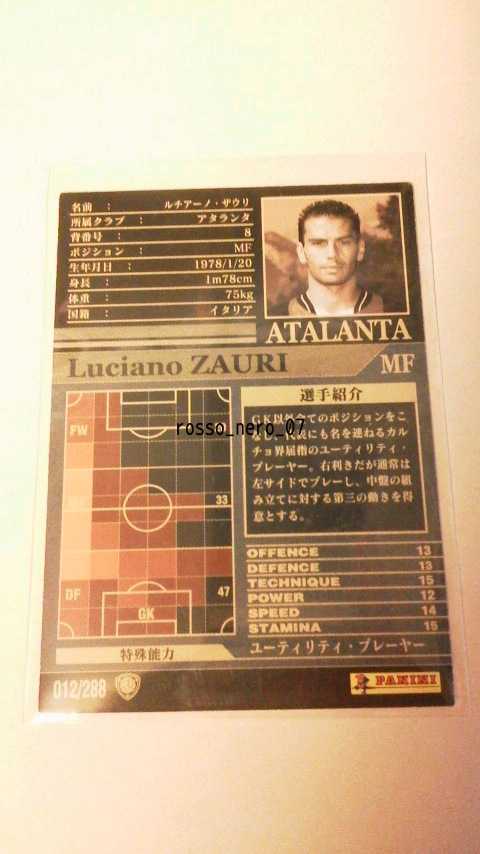 名前 : ルチアーノ・ザウリ
所属クラブ : アタランタ
背番号 : 8
ポジション : MF
生年月日 : 1978/1/20
身長 : 1m78cm
体重 : 75kg
国籍 : イタリア
ATALANTA
Luciano ZAURI
MF
選手紹介
GK以外全てのポジションをこ
にも名を連ねるカル
チョ界屈指のユーティリティ・
プレーヤー。右利きだが通常は
左サイドでプレーし、中盤の組
み立てに対する第三の動きを得
意とする。
rosso_nero_07
FW
33
DF
47
GK
OFFENCE 13
DEFENCE 13
TECHNIQUE 15
POWER 12
SPEED 14
STAMINA 15
特殊能力
ユーティリティ・プレーヤー
012/288
PANINI